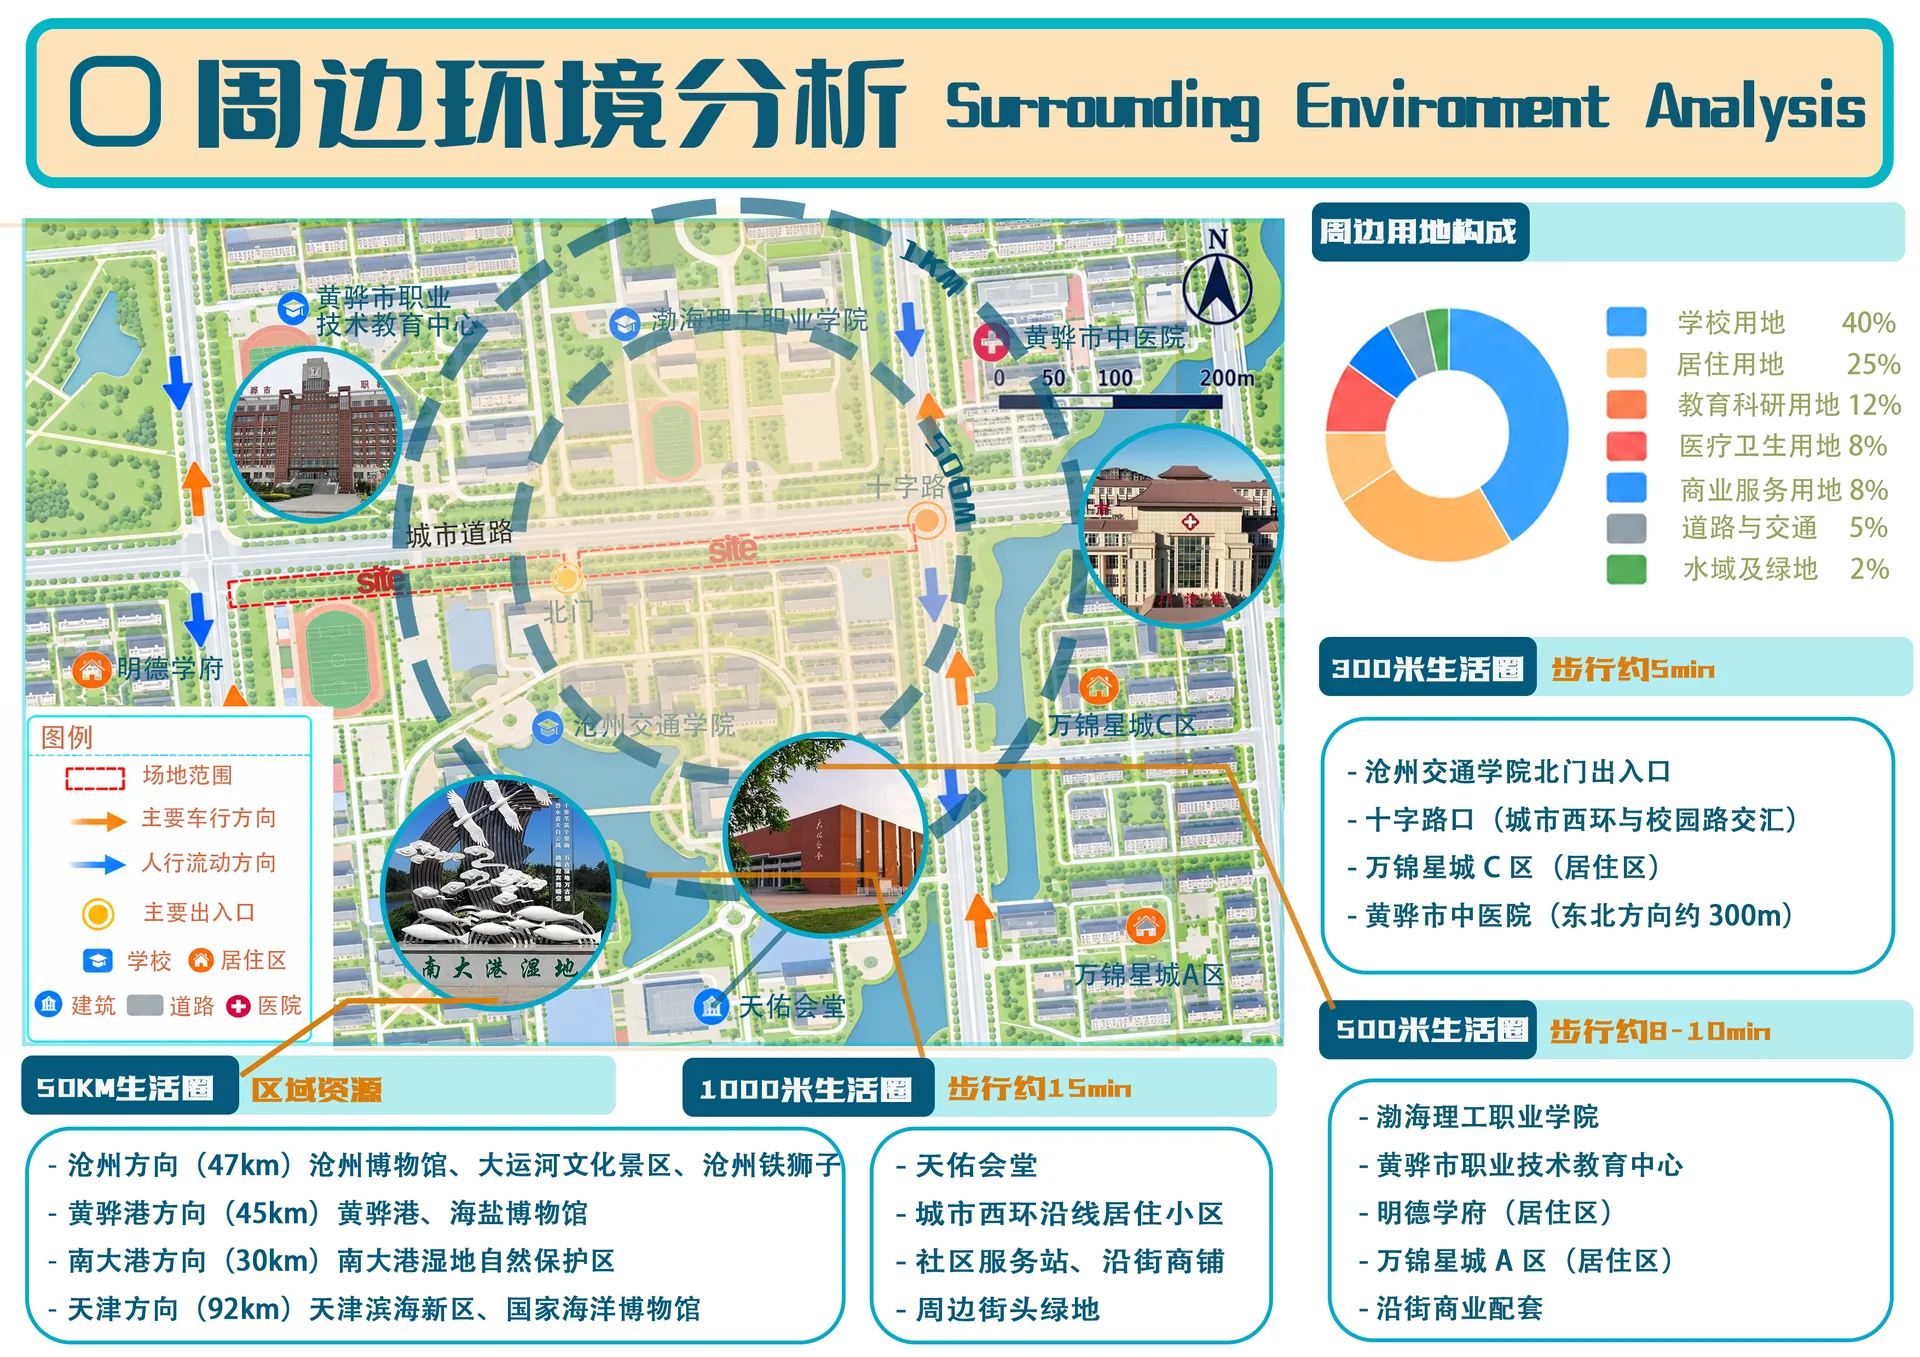 周边环境分析 Surrounding Environment Analysis
黄骅市职业
技术教育中心
渤海理工职业学院
1KM
N
黄骅市中医院
0 50 100 200m
500M
十字路
城市道路
site
site
北门
明德学府
沧州交通学院
万锦星城C区
万锦星城A区
天佑会堂
南大港湿地
图例
场地范围
主要车行方向
人行流动方向
主要出入口
学校 居住区
建筑 道路 医院
周边用地构成
学校用地 40%
居住用地 25%
教育科研用地 12%
医疗卫生用地 8%
商业服务用地 8%
道路与交通 5%
水域及绿地 2%
300米生活圈 步行约5min
- 沧州交通学院北门出入口
- 十字路口（城市西环与校园路交汇）
- 万锦星城 C 区（居住区）
- 黄骅市中医院（东北方向约 300m）
500米生活圈 步行约8-10min
- 渤海理工职业学院
- 黄骅市职业技术教育中心
- 明德学府（居住区）
- 万锦星城 A 区（居住区）
- 沿街商业配套
50KM生活圈 区域资源
- 沧州方向（47km）沧州博物馆、大运河文化景区、沧州铁狮子
- 黄骅港方向（45km）黄骅港、海盐博物馆
- 南大港方向（30km）南大港湿地自然保护区
- 天津方向（92km）天津滨海新区、国家海洋博物馆
1000米生活圈 步行约15min
- 天佑会堂
- 城市西环沿线居住小区
- 社区服务站、沿街商铺
- 周边街头绿地